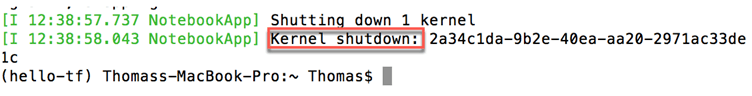 [I 12:38:57.737 NotebookApp] Shutting down 1 kernel
[I 12:38:58.043 NotebookApp] Kernel shutdown: 2a34c1da-9b2e-40ea-aa20-2971ac33de
1c
(hello-tf) Thomass-MacBook-Pro:~ Thomas$